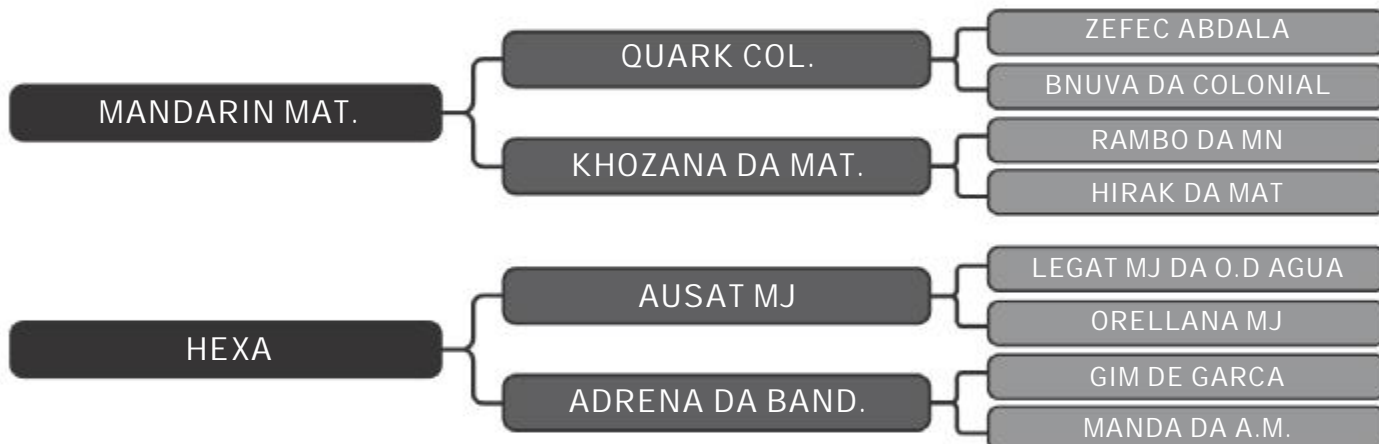 ZEFEC ABDALA
QUARK COL.
BNUVA DA COLONIAL
MANDARIN MAT.
RAMBO DA MN
KHOZANA DA MAT.
HIRAK DA MAT
LEGAT MJ DA O.D AGUA
AUSAT MJ
ORELLANA MJ
HEXA
GIM DE GARCA
ADRENA DA BAND.
MANDA DA A.M.